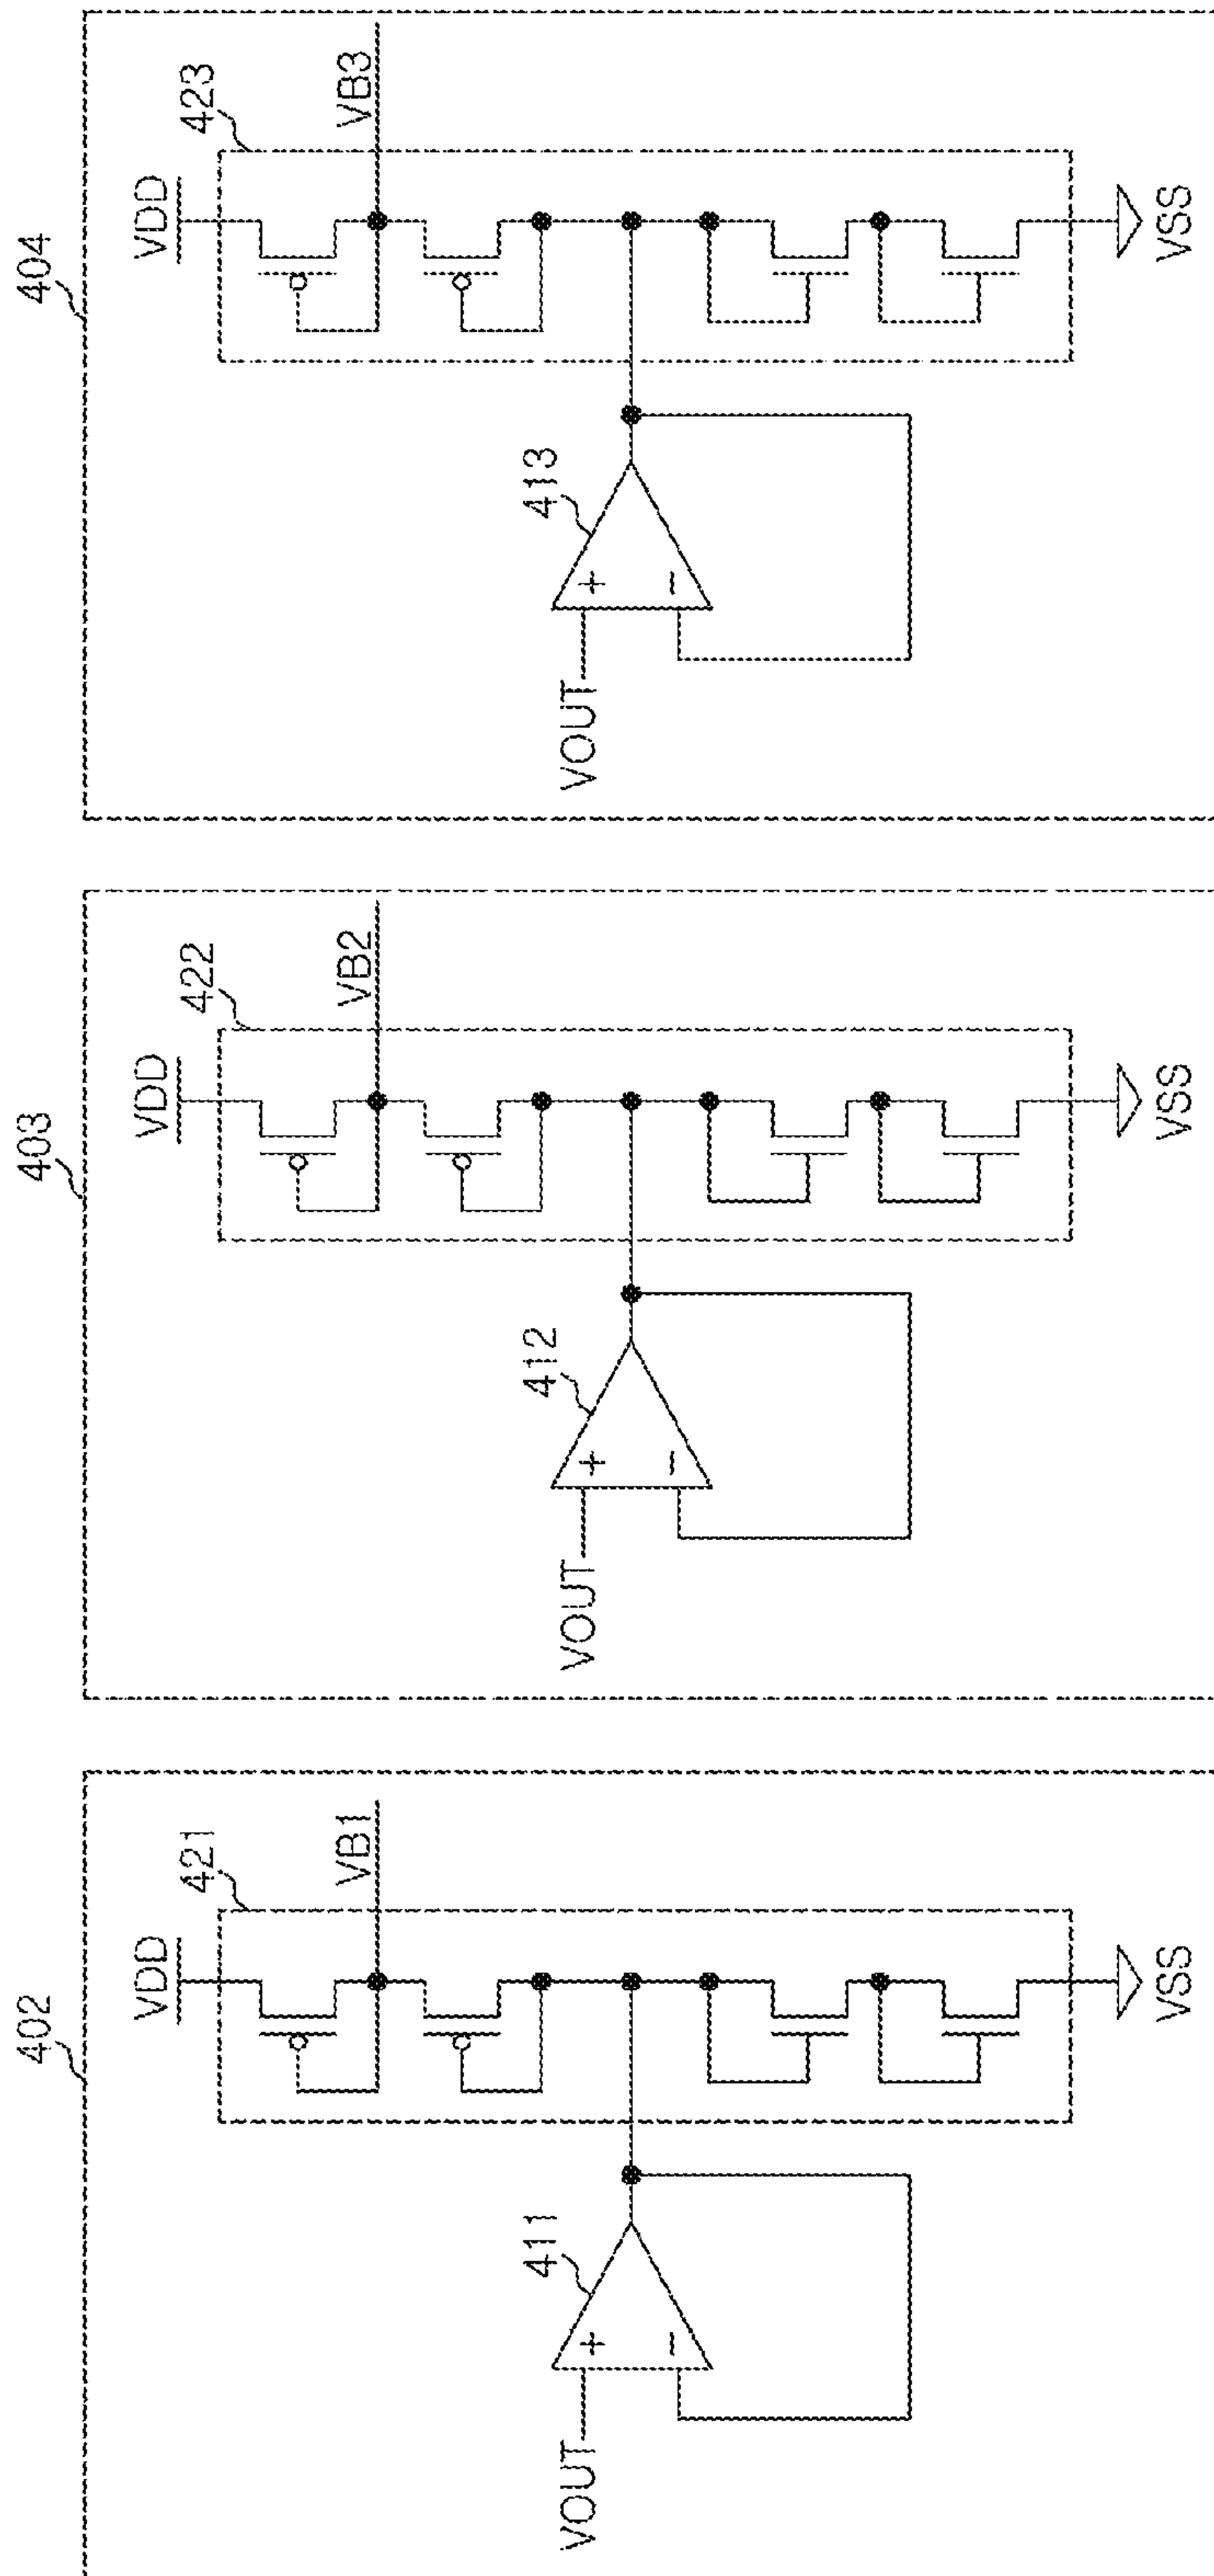 402
421
VDD
VB1
411
+
−
VOUT
VSS
403
422
VDD
VB2
412
+
−
VOUT
VSS
404
423
VDD
VB3
413
+
−
VOUT
VSS